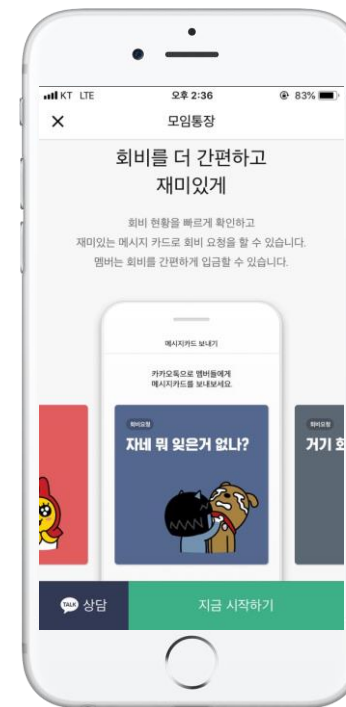 KT LTE 오후 2:36 83%
모임통장
회비를 더 간편하고
재미있게
회비 현황을 빠르게 확인하고
재미있는 메시지 카드로 회비 요청을 할 수 있습니다.
멤버는 회비를 간편하게 입금할 수 있습니다.
메시지카드 보내기
카카오톡으로 멤버들에게
메시지카드를 보내보세요.
회비요청
자네 뭐 잊은거 없나?
회비요청
거기 회
TALK 상담
지금 시작하기